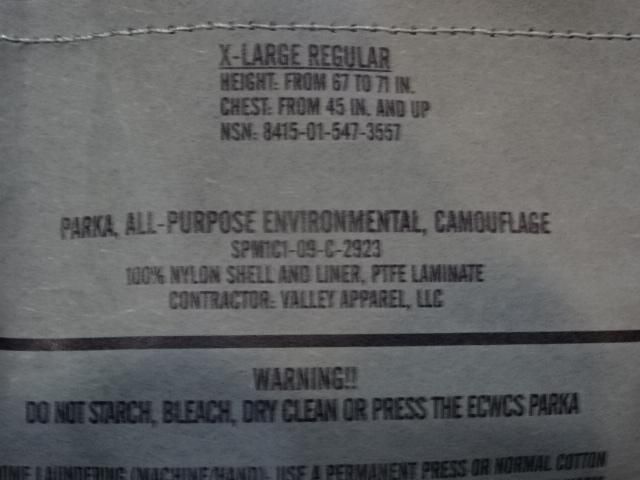 X-LARGE REGULAR
HEIGHT: FROM 67 TO 71 IN.
CHEST: FROM 45 IN. AND UP
NSN: 8415-01-547-3557
PARKA, ALL-PURPOSE ENVIRONMENTAL, CAMOUFLAGE
SPM1C1-09-C-2923
100% NYLON SHELL AND LINER, PTFE LAMINATE
CONTRACTOR: VALLEY APPAREL, LLC
WARNING!!
DO NOT STARCH, BLEACH, DRY CLEAN OR PRESS THE ECWCS PARKA
LAUNDERING (MACHINE/HAND). USE A PERMANENT PRESS OR NORMAL COTTON